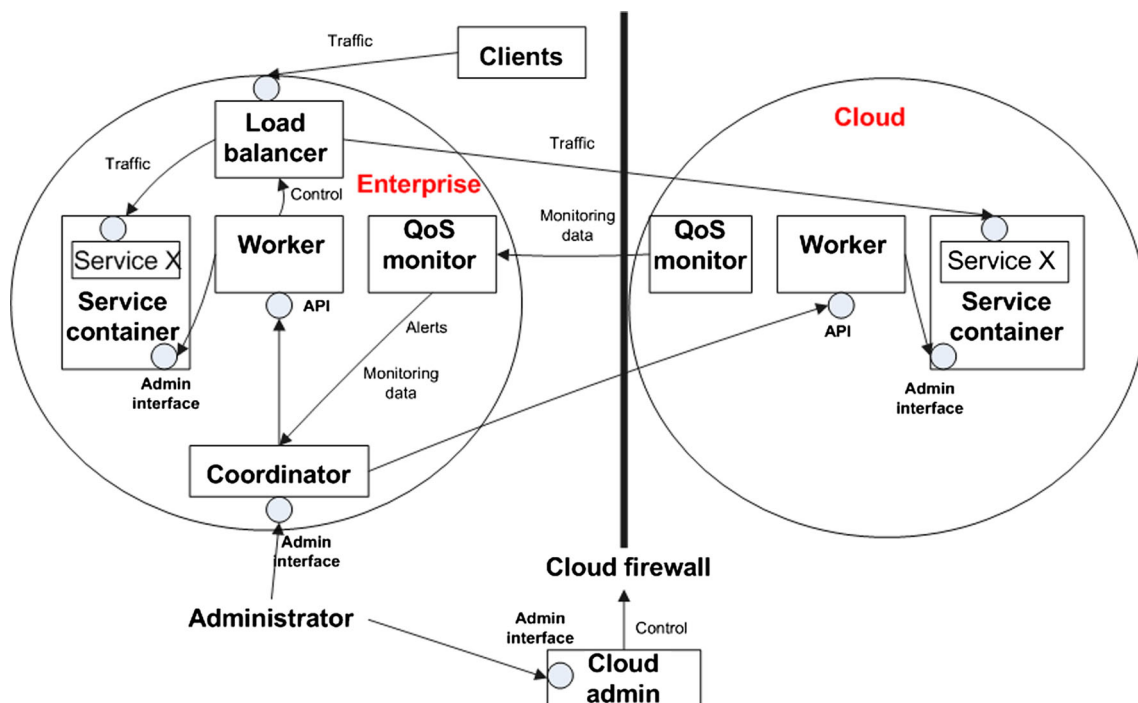 Traffic
Clients
Cloud
Load
balancer
Traffic
Traffic
Control
Enterprise
Service X
Service
container
Worker
API
QoS
monitor
Monitoring
data
QoS
monitor
Worker
API
Service X
Service
container
Admin
interface
Alerts
Monitoring
data
Admin
interface
Coordinator
Admin
interface
Cloud firewall
Administrator
Admin
interface
Control
Cloud
admin